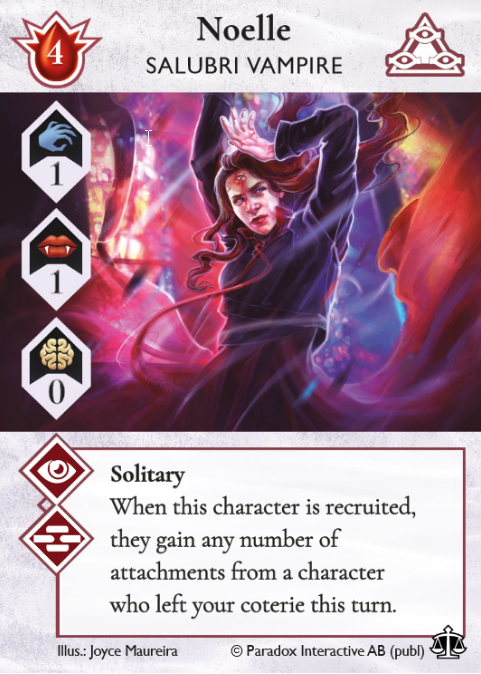 4
Noelle
SALUBRI VAMPIRE
1
1
0
Solitary
When this character is recruited,
they gain any number of
attachments from a character
who left your coterie this turn.
Illus.: Joyce Maureira © Paradox Interactive AB (publ)